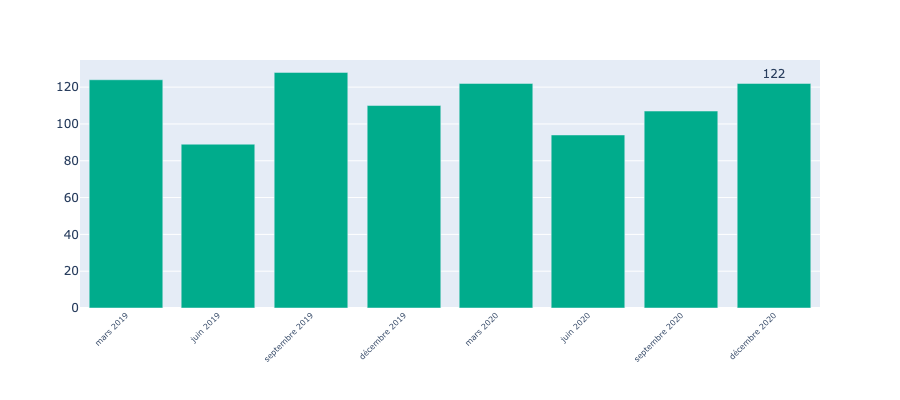 122
120
100
80
60
40
20
0
mars 2019
juin 2019
septembre 2019
décembre 2019
mars 2020
juin 2020
septembre 2020
décembre 2020